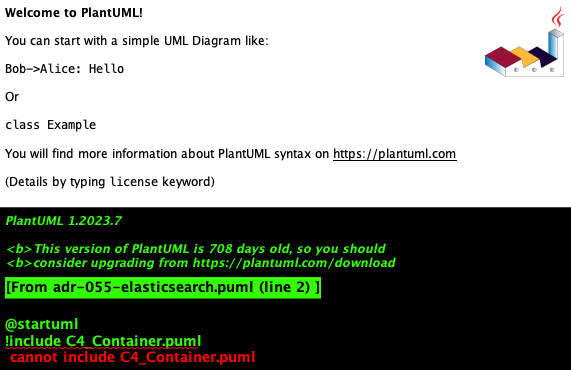 Welcome to PlantUML!
You can start with a simple UML Diagram like:
Bob->Alice: Hello
Or
class Example
You will find more information about PlantUML syntax on https://plantuml.com
(Details by typing license keyword)
PlantUML 1.2023.7
<b>This version of PlantUML is 708 days old, so you should
<b>consider upgrading from https://plantuml.com/download
[From adr-055-elasticsearch.puml (line 2) ]
@startuml
!include C4_Container.puml
cannot include C4_Container.puml